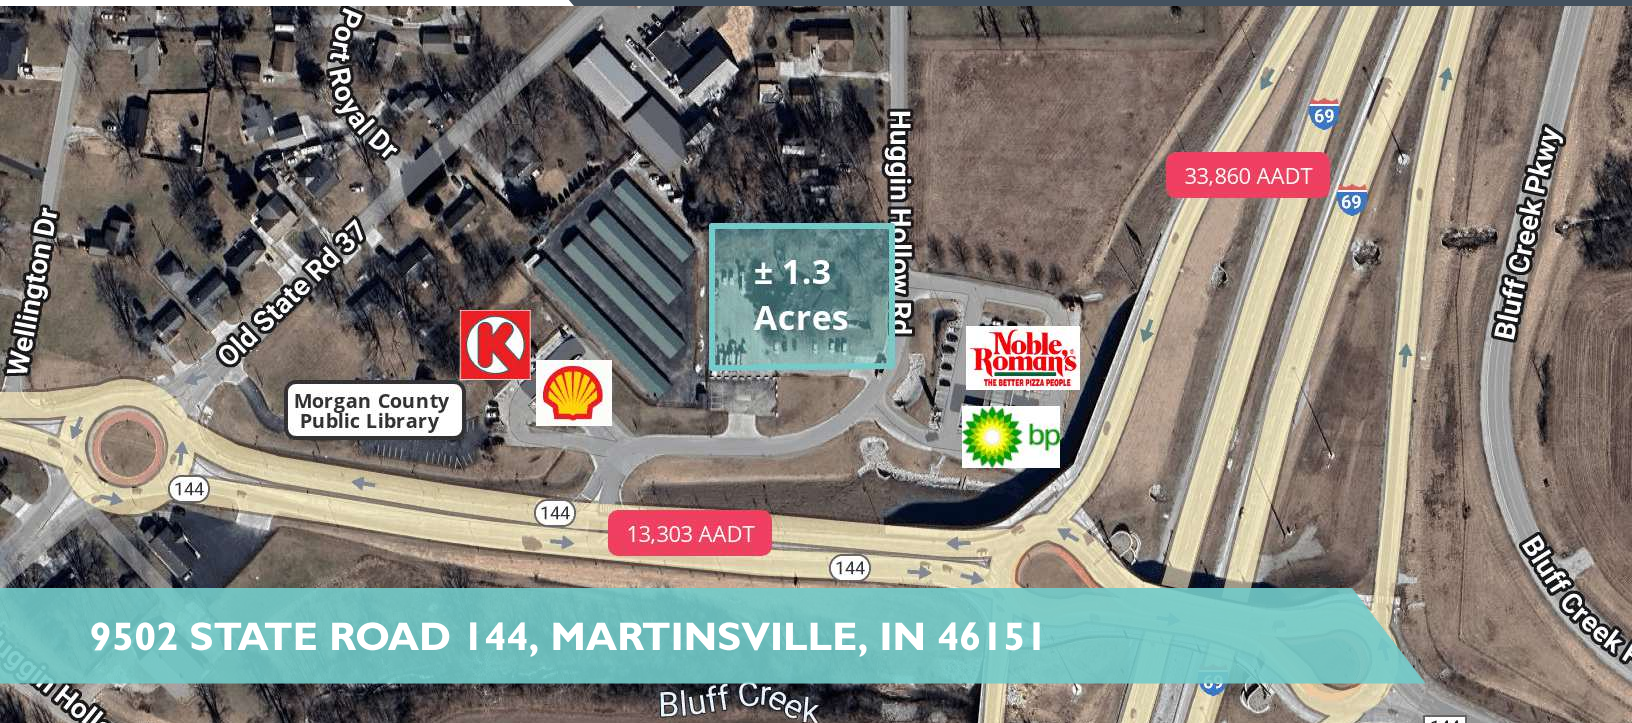 Port Royal Dr
Huggin Hollow Rd
69
33,860 AADT
69
Bluff Creek Pkwy
Wellington Dr
Old State Rd 37
± 1.3
Acres
K
Noble
Roman's
THE BETTER PIZZA PEOPLE
Morgan County
Public Library
bp
144
144
13,303 AADT
144
Bluff Creek
9502 STATE ROAD 144, MARTINSVILLE, IN 46151
69
Bluff Creek
144